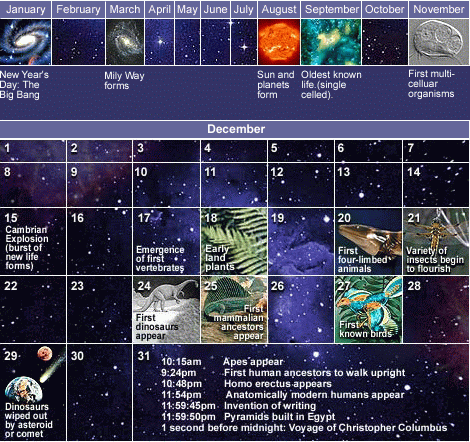 January February March April May June July August September October November
New Year's
Day: The
Big Bang
Mily Way
forms
Sun and
planets
form
Oldest known
life (single
celled).
First multi-
celluar
organisms
December
1 2 3 4 5 6 7
8 9 10 11 12 13 14
15 16 17 18 19 20 21
Cambrian
Explosion
(burst of
new life
forms)
Emergence
of first
vertebrates
Early
land
plants
First
four-limbed
animals
Variety of
insects begin
to flourish
22 23 24 25 26 27 28
First
dinosaurs
appear
First
mammalian
ancestors
appear
First
known birds
29 30 31
Dinosaurs
wiped out
by asteroid
or comet
10:15am Apes appear
9:24pm First human ancestors to walk upright
10:48pm Homo erectus appears
11:54pm Anatomically modern humans appear
11:59:45pm Invention of writing
11:59:50pm Pyramids built in Egypt
1 second before midnight: Voyage of Christopher Columbus